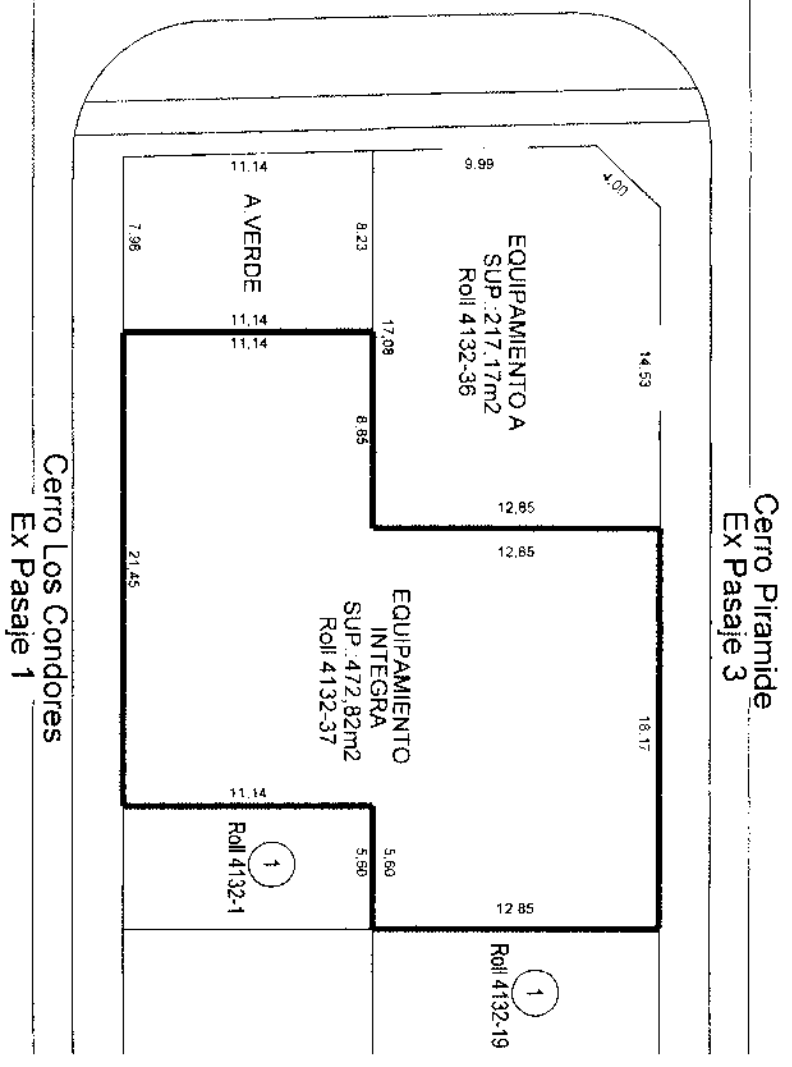 Cerro Piramide
Ex Pasaje 3
11.14
9.99
4.00
7.96
A.VERDE
8.23
EQUIPAMIENTO A
SUP.:217,17m2
Roll 4132-36
14.53
11,14
11.14
17,08
8,85
12,85
12,85
21,45
EQUIPAMIENTO
INTEGRA
SUP.:472,82m2
Roll 4132-37
18.17
11,14
5,60
5,60
12.85
1
Roll 4132-1
1
Roll 4132-19
Cerro Los Condores
Ex Pasaje 1